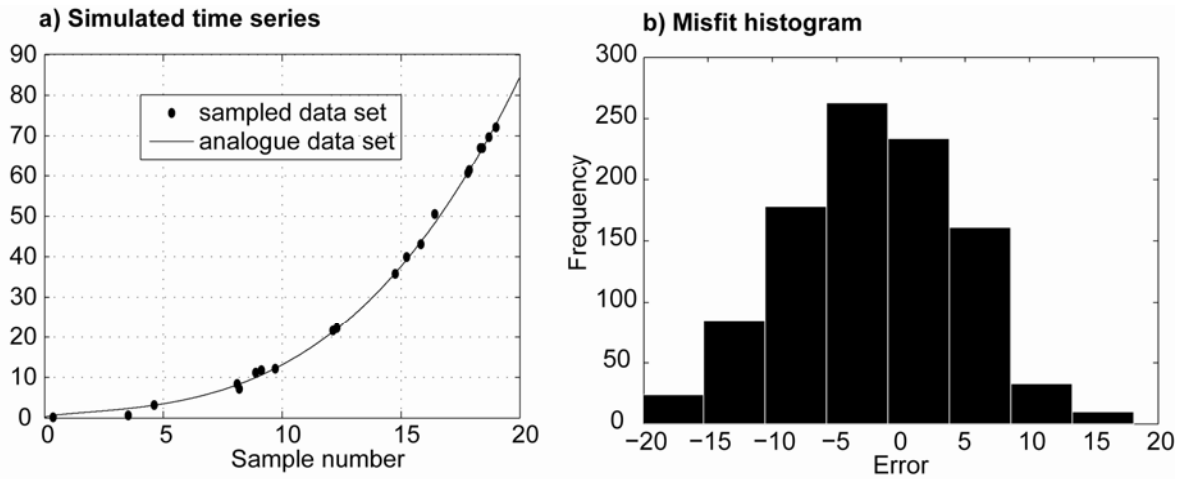 a) Simulated time series
90
80
70
60
50
40
30
20
10
0
sampled data set
analogue data set
0 5 10 15 20
Sample number
b) Misfit histogram
300
250
200
150
100
50
0
Frequency
−20 −15 −10 −5 0 5 10 15 20
Error